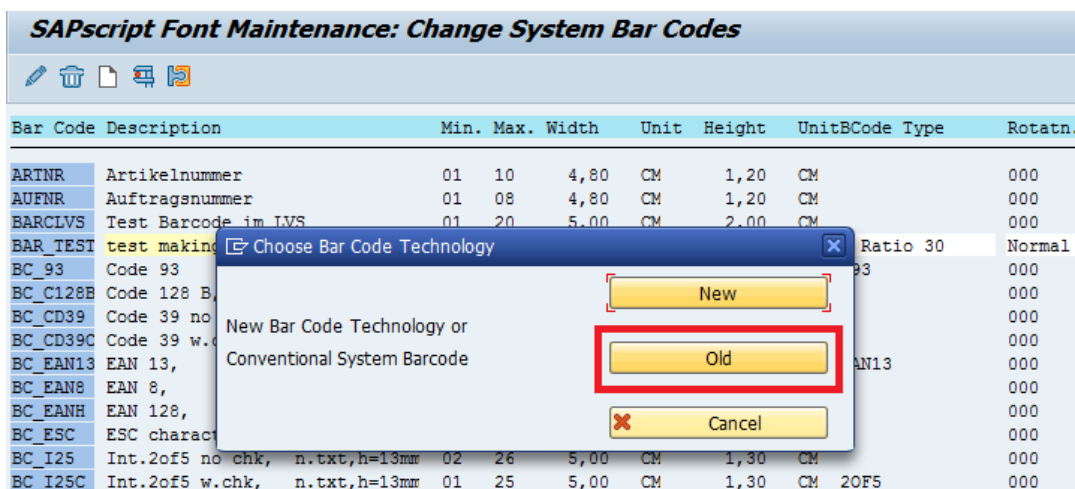 SAPscript Font Maintenance: Change System Bar Codes
Bar Code Description Min. Max. Width Unit Height UnitBCode Type Rotatn.
ARTNR Artikelnummer 01 10 4,80 CM 1,20 CM 000
AUFNR Auftragsnummer 01 08 4,80 CM 1,20 CM 000
BARCLVS Test Barcode im LVS 01 20 5,00 CM 2,00 CM 000
BAR_TEST test making Ratio 30 Normal
BC_93 Code 93 93 000
BC_C128B Code 128 B, 000
BC_CD39 Code 39 no 000
BC_CD39C Code 39 w. 000
BC_EAN13 EAN 13, AN13 000
BC_EAN8 EAN 8, 000
BC_EANH EAN 128, 000
BC_ESC ESC charact 000
BC_I25 Int.2of5 no chk, n.txt,h=13mm 02 26 5,00 CM 1,30 CM 000
BC_I25C Int.2of5 w.chk, n.txt,h=13mm 01 25 5,00 CM 1,30 CM 2OF5 000
Choose Bar Code Technology
New Bar Code Technology or
Conventional System Barcode
New
Old
Cancel